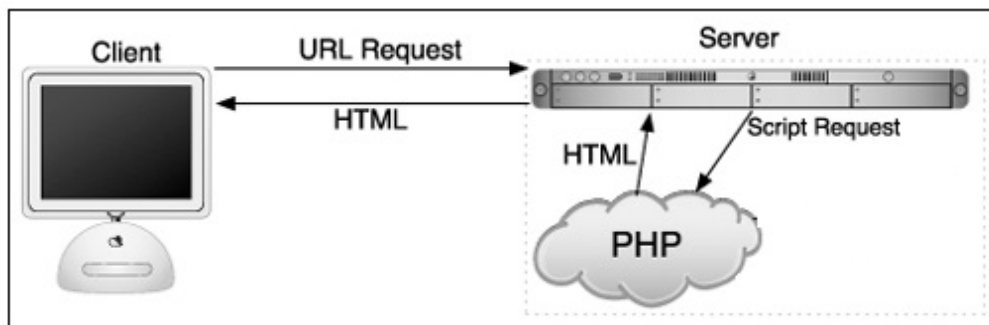 Client
URL Request
Server
HTML
Script Request
HTML
PHP